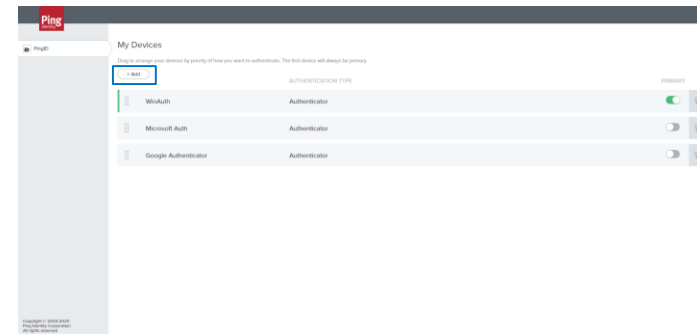 Ping
Identity
PingID
My Devices
Drag to arrange your devices by priority of how you want to authenticate. The first device will always be primary.
+ Add
AUTHENTICATION TYPE
PRIMARY
WinAuth
Authenticator
Microsoft Auth
Authenticator
Google Authenticator
Authenticator
Copyright © 2003-2020
Ping Identity Corporation
All rights reserved